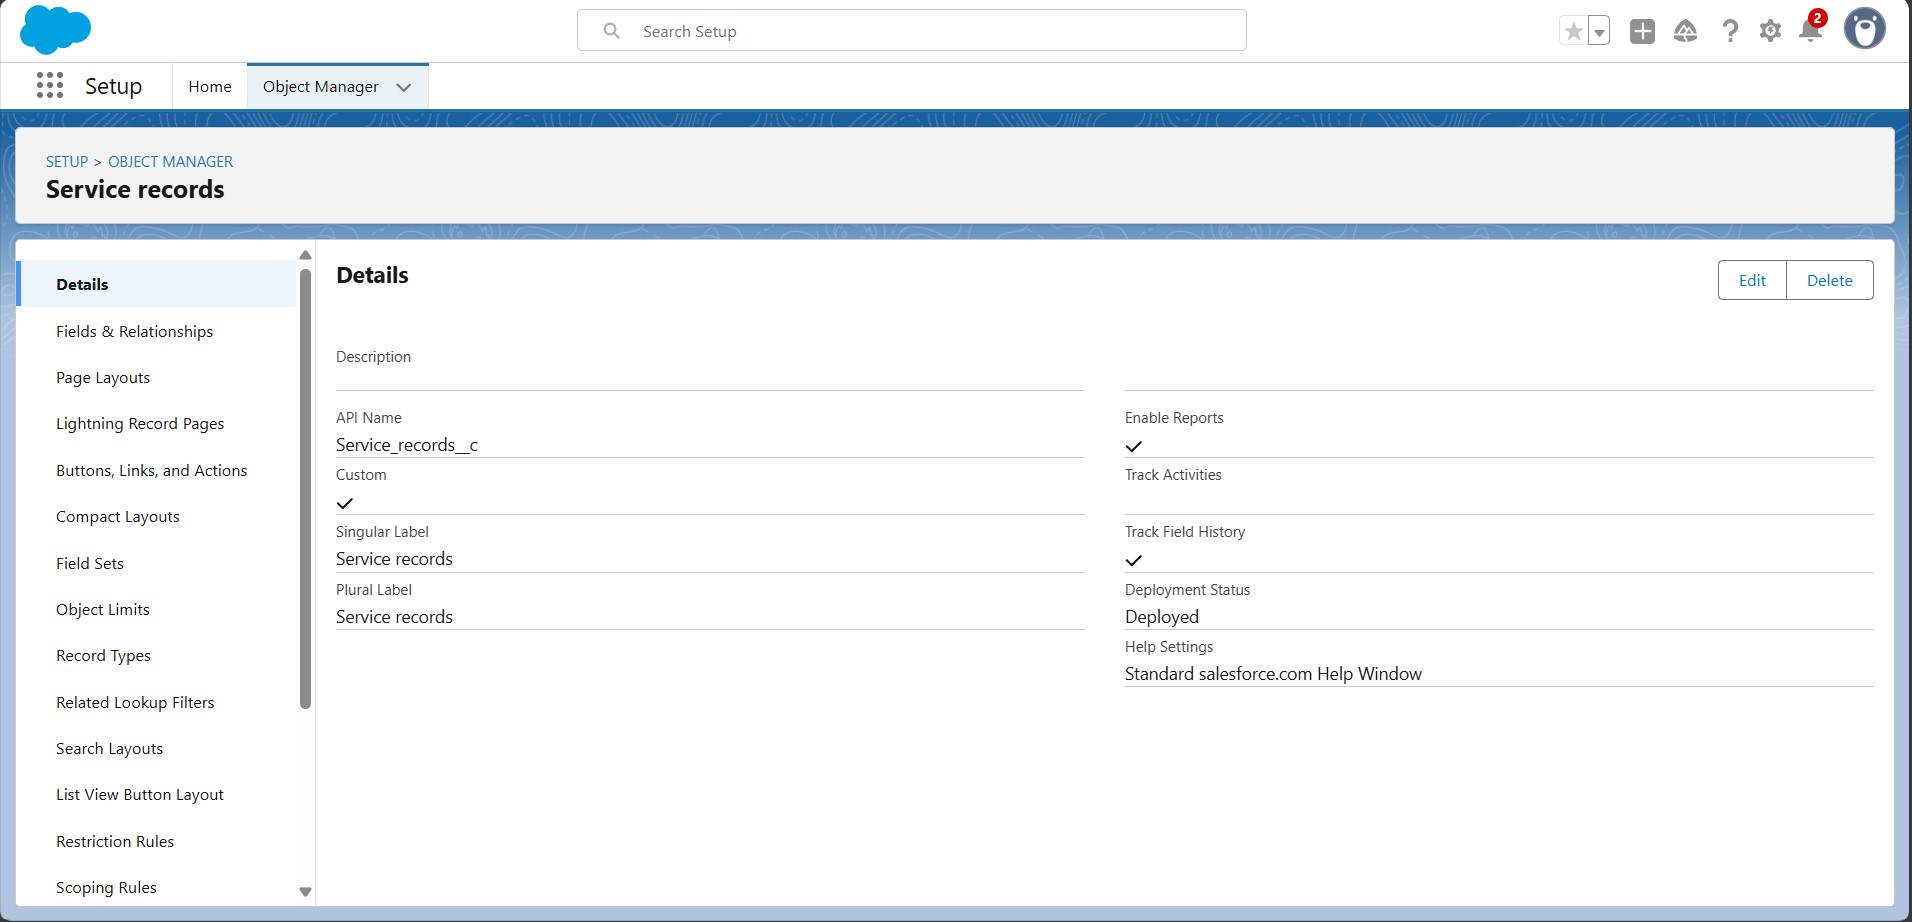 Search Setup
2
Setup
Home
Object Manager
SETUP > OBJECT MANAGER
Service records
Details
Fields & Relationships
Page Layouts
Lightning Record Pages
Buttons, Links, and Actions
Compact Layouts
Field Sets
Object Limits
Record Types
Related Lookup Filters
Search Layouts
List View Button Layout
Restriction Rules
Scoping Rules
Details
Edit
Delete
Description
API Name
Service_records__c
Custom
Singular Label
Service records
Plural Label
Service records
Enable Reports
Track Activities
Track Field History
Deployment Status
Deployed
Help Settings
Standard salesforce.com Help Window